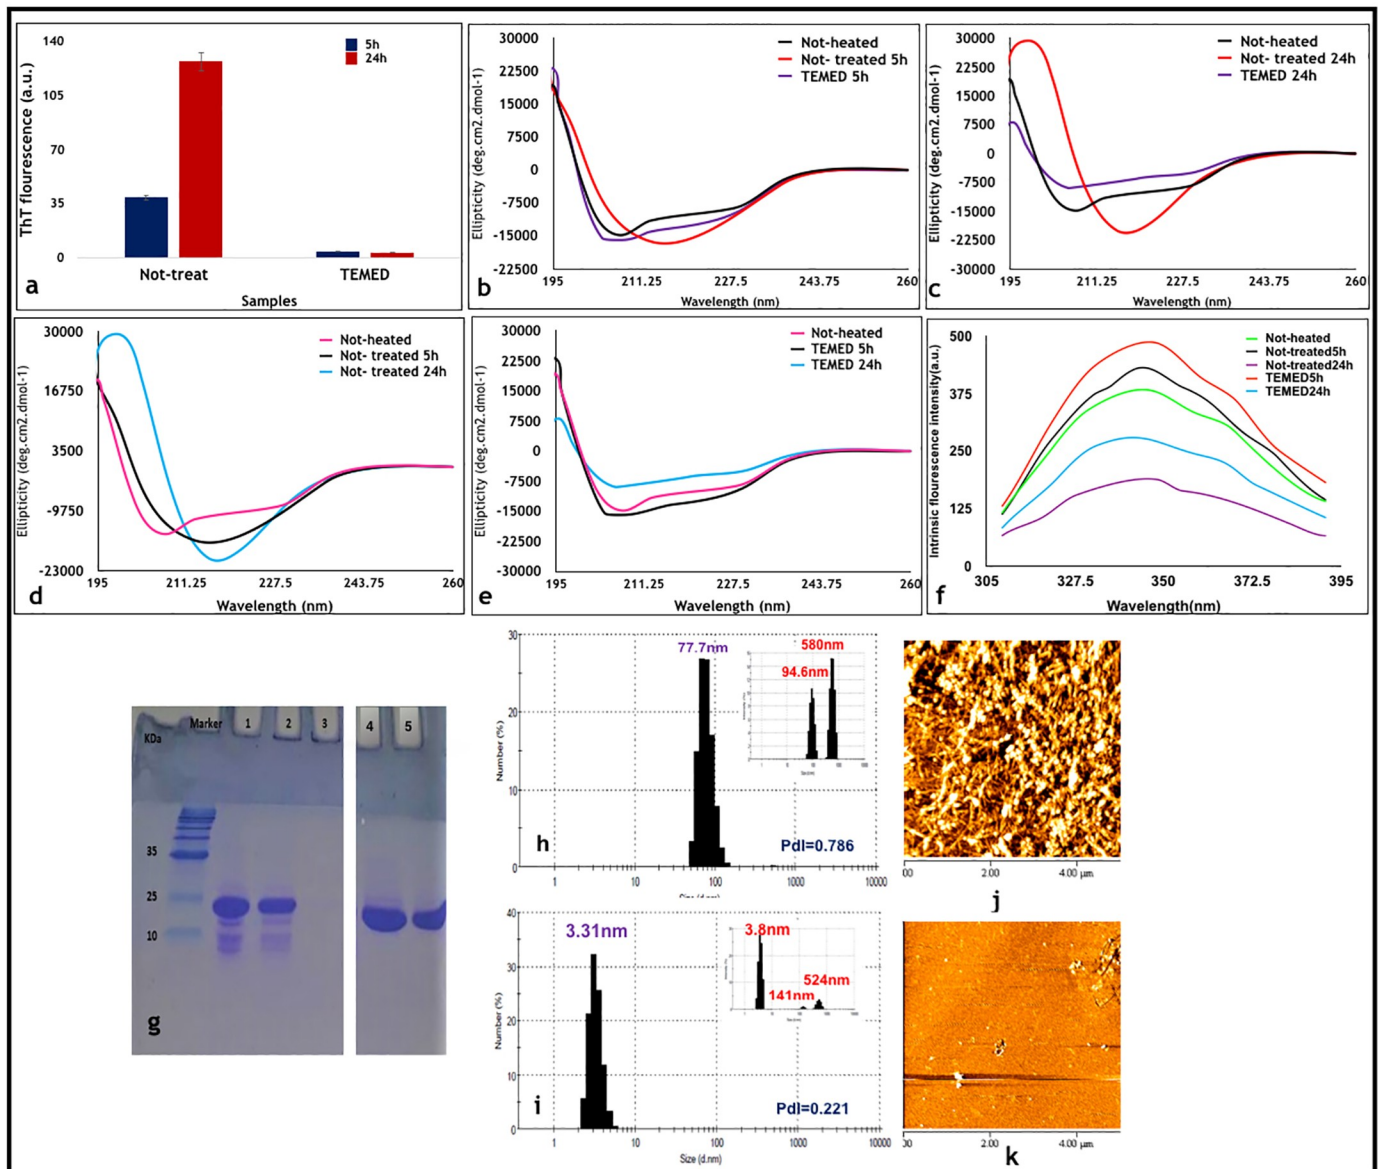 140
105
70
35
0
ThT flourescence (a.u.)
5h
24h
Not-treat
TEMED
Samples
a
30000
22500
15000
7500
0
-7500
-15000
-22500
Ellipticity (deg.cm2.dmol-1)
Not-heated
Not- treated 5h
TEMED 5h
195 211.25 227.5 243.75 260
Wavelength (nm)
b
30000
22500
15000
7500
0
-7500
-15000
-22500
-30000
Ellipticity (deg.cm2.dmol-1)
Not-heated
Not- treated 24h
TEMED 24h
195 211.25 227.5 243.75 260
Wavelength (nm)
c
30000
16750
3500
-9750
-23000
Ellipticity (deg.cm2.dmol-1)
Not-heated
Not- treated 5h
Not- treated 24h
195 211.25 227.5 243.75 260
Wavelength (nm)
d
30000
22500
15000
7500
0
-7500
-15000
-22500
-30000
Ellipticity (deg.cm2.dmol-1)
Not-heated
TEMED 5h
TEMED 24h
195 211.25 227.5 243.75 260
Wavelength (nm)
e
500
375
250
125
0
Intrinsic fluorescence intensity(a.u.)
Not-heated
Not-treated5h
Not-treated24h
TEMED5h
TEMED24h
305 327.5 350 372.5 395
Wavelength(nm)
f
KDa
Marker 1 2 3 4 5
35
25
10
g
30
20
10
0
Number (%)
77.7nm
580nm
94.6nm
PdI=0.786
1 10 100 1000 10000
Size (d.nm)
h
40
30
20
10
0
Number (%)
3.31nm
3.8nm
524nm
141nm
PdI=0.221
1 10 100 1000 10000
Size (d.nm)
i
2.00 4.00 µm
j
2.00 4.00 µm
k